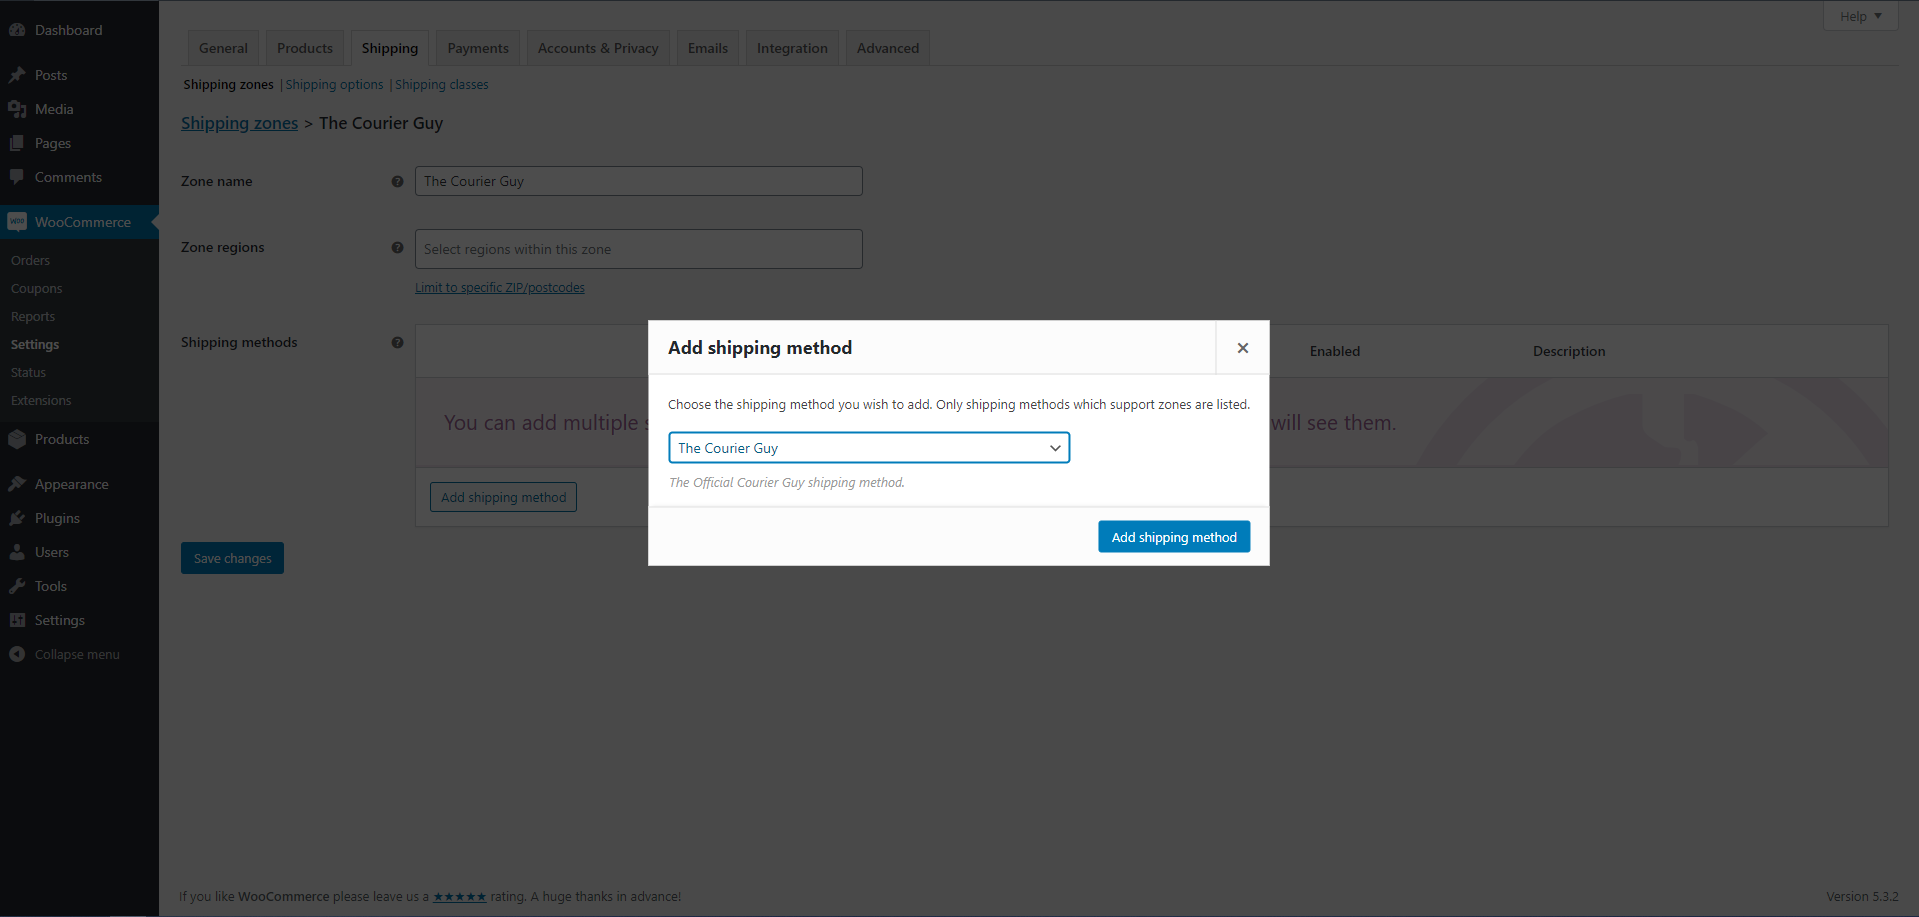 Dashboard
Posts
Media
Pages
Comments
woo WooCommerce
Orders
Coupons
Reports
Settings
Status
Extensions
Products
Appearance
Plugins
Users
Tools
Settings
Collapse menu
Help
General Products Shipping Payments Accounts & Privacy Emails Integration Advanced
Shipping zones | Shipping options | Shipping classes
Shipping zones > The Courier Guy
Zone name ? The Courier Guy
Zone regions ? Select regions within this zone
Limit to specific ZIP/postcodes
Shipping methods ? Enabled Description
You can add multiple s will see them.
Add shipping method
Save changes
Add shipping method ×
Choose the shipping method you wish to add. Only shipping methods which support zones are listed.
The Courier Guy
The Official Courier Guy shipping method.
Add shipping method
If you like WooCommerce please leave us a ★★★★★ rating. A huge thanks in advance!
Version 5.3.2